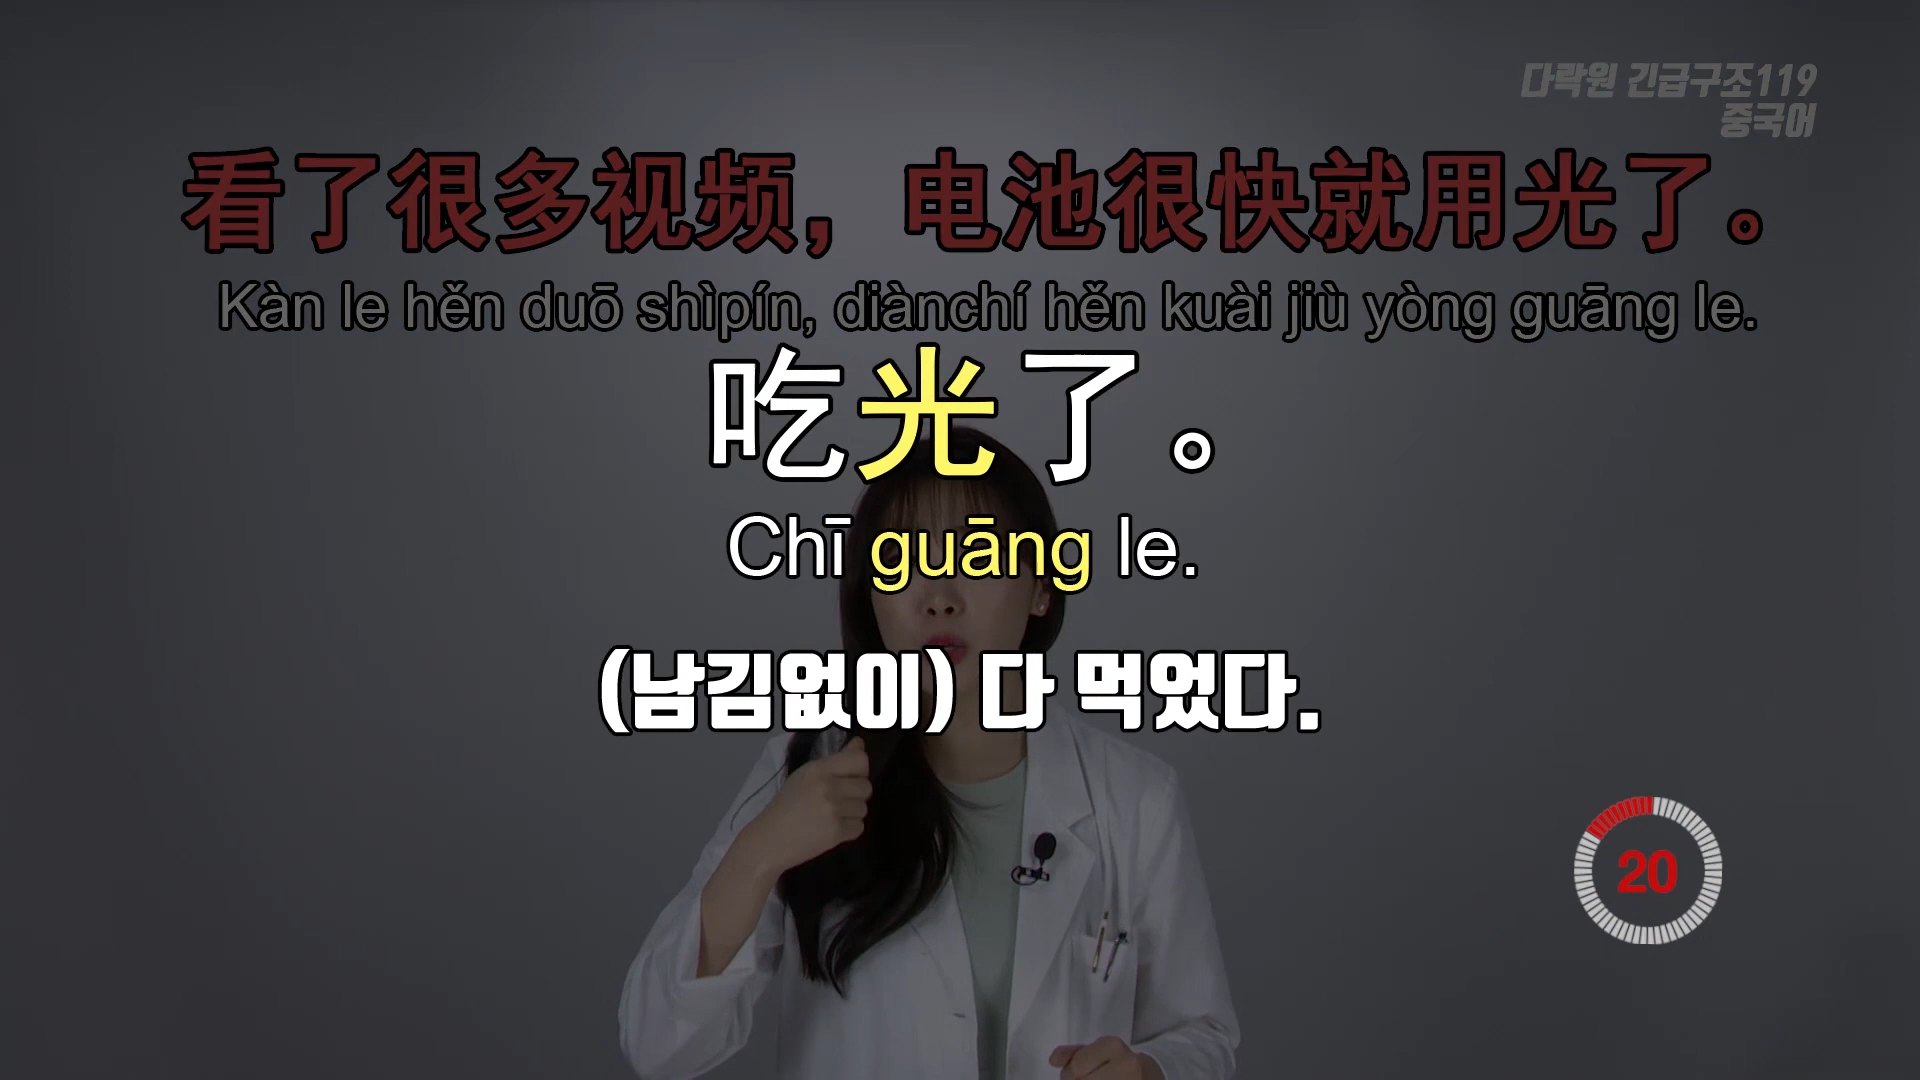 다락원 긴급구조119
중국어
看了很多视频，电池很快就用光了。
Kàn le hěn duō shìpín, diànchí hěn kuài jiù yòng guāng le.
吃光了。
Chī guāng le.
(남김없이) 다 먹었다.
20